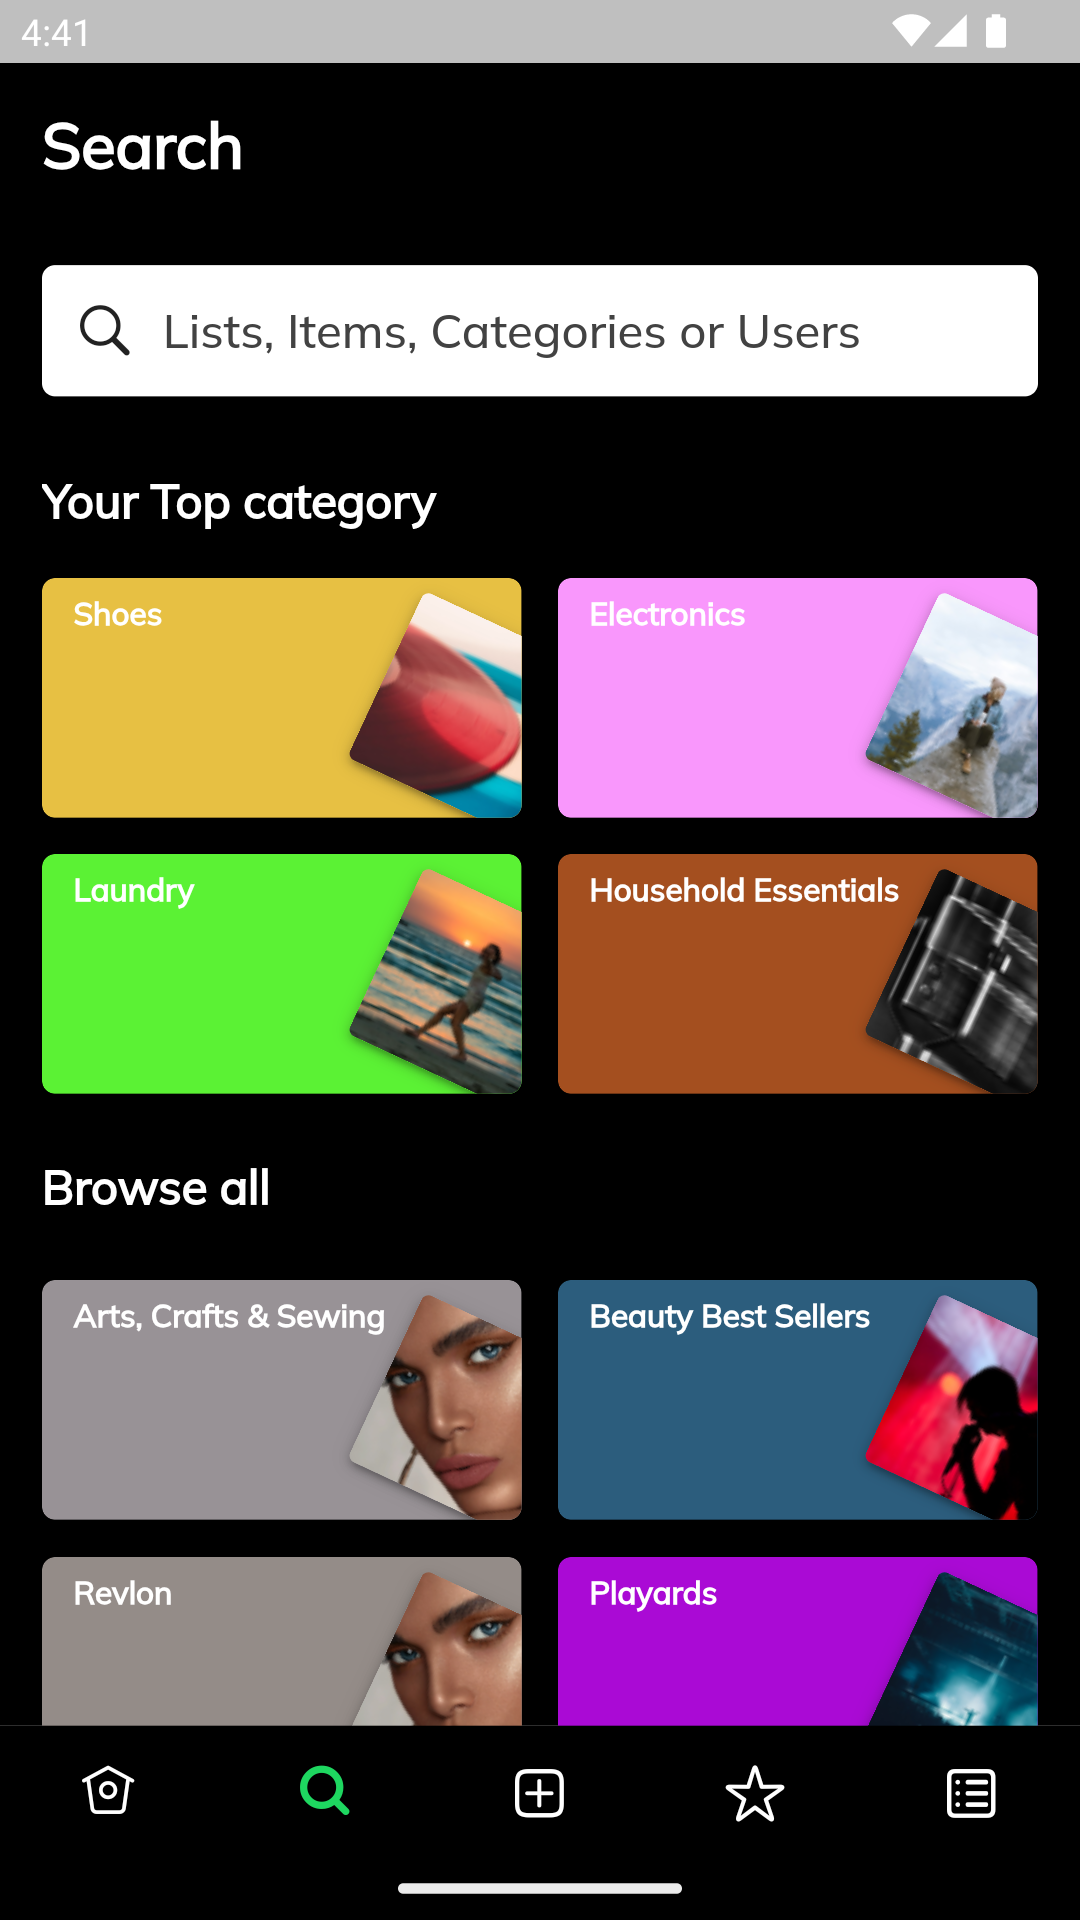 4:41
Search
Lists, Items, Categories or Users
Your Top category
Shoes
Electronics
Laundry
Household Essentials
Browse all
Arts, Crafts & Sewing
Beauty Best Sellers
Revlon
Playards